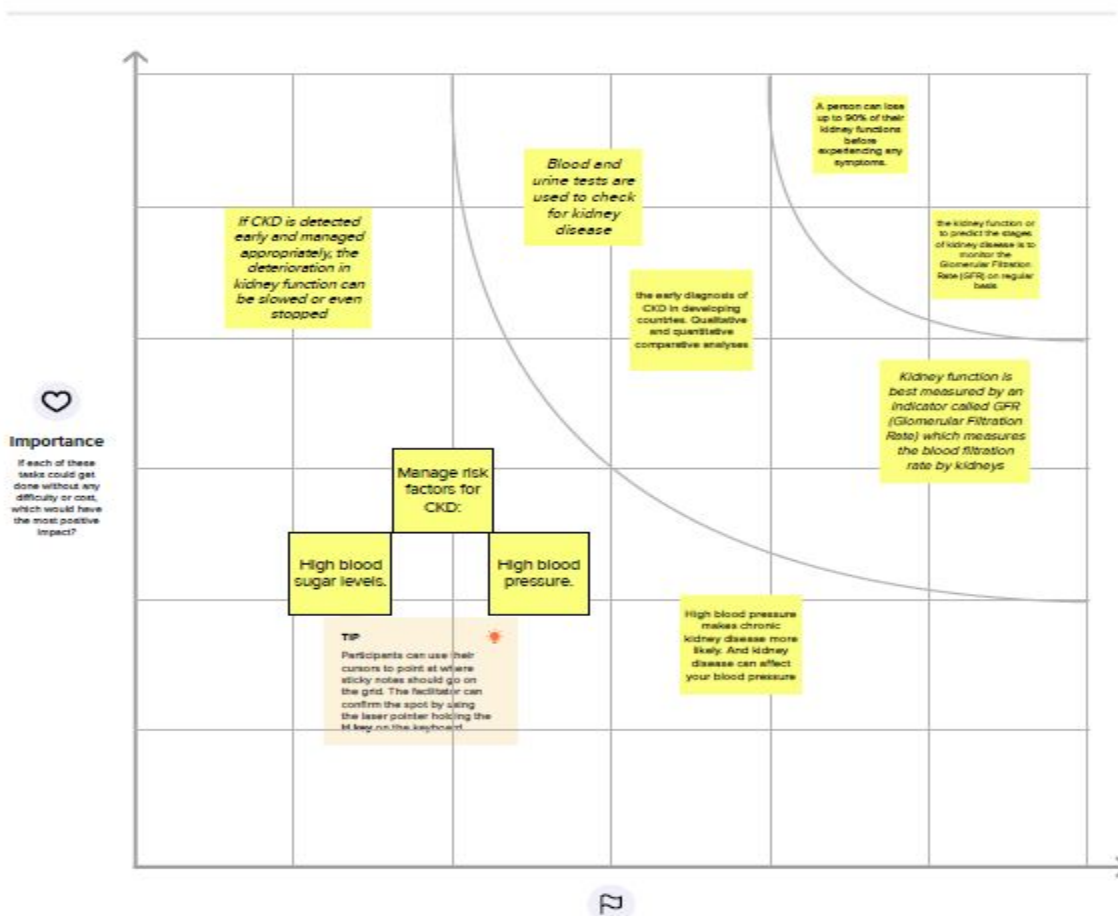 A person can lose
up to 90% of their
kidney functions
before
experiencing any
symptoms.
Blood and
urine tests are
used to check
for kidney
disease
If CKD is detected
early and managed
appropriately, the
deterioration in
kidney function can
be slowed or even
stopped
the kidney function or
to predict the stages
of kidney disease is to
monitor the
Glomerular Filtration
Rate (GFR) on regular
basis
the early diagnosis of
CKD in developing
countries. Qualitative
and quantitative
comparative analyses
Kidney function is
best measured by an
indicator called GFR
(Glomerular Filtration
Rate) which measures
the blood filtration
rate by kidneys
Importance
If each of these
tasks could get
done without any
difficulty or cost,
which would have
the most positive
impact?
Manage risk
factors for
CKD:
High blood
sugar levels.
High blood
pressure.
High blood pressure
makes chronic
kidney disease more
likely. And kidney
disease can affect
your blood pressure
TIP
Participants can use their
cursors to point at where
sticky notes should go on
the grid. The facilitator can
confirm the spot by using
the laser pointer holding the
H key on the keyboard.